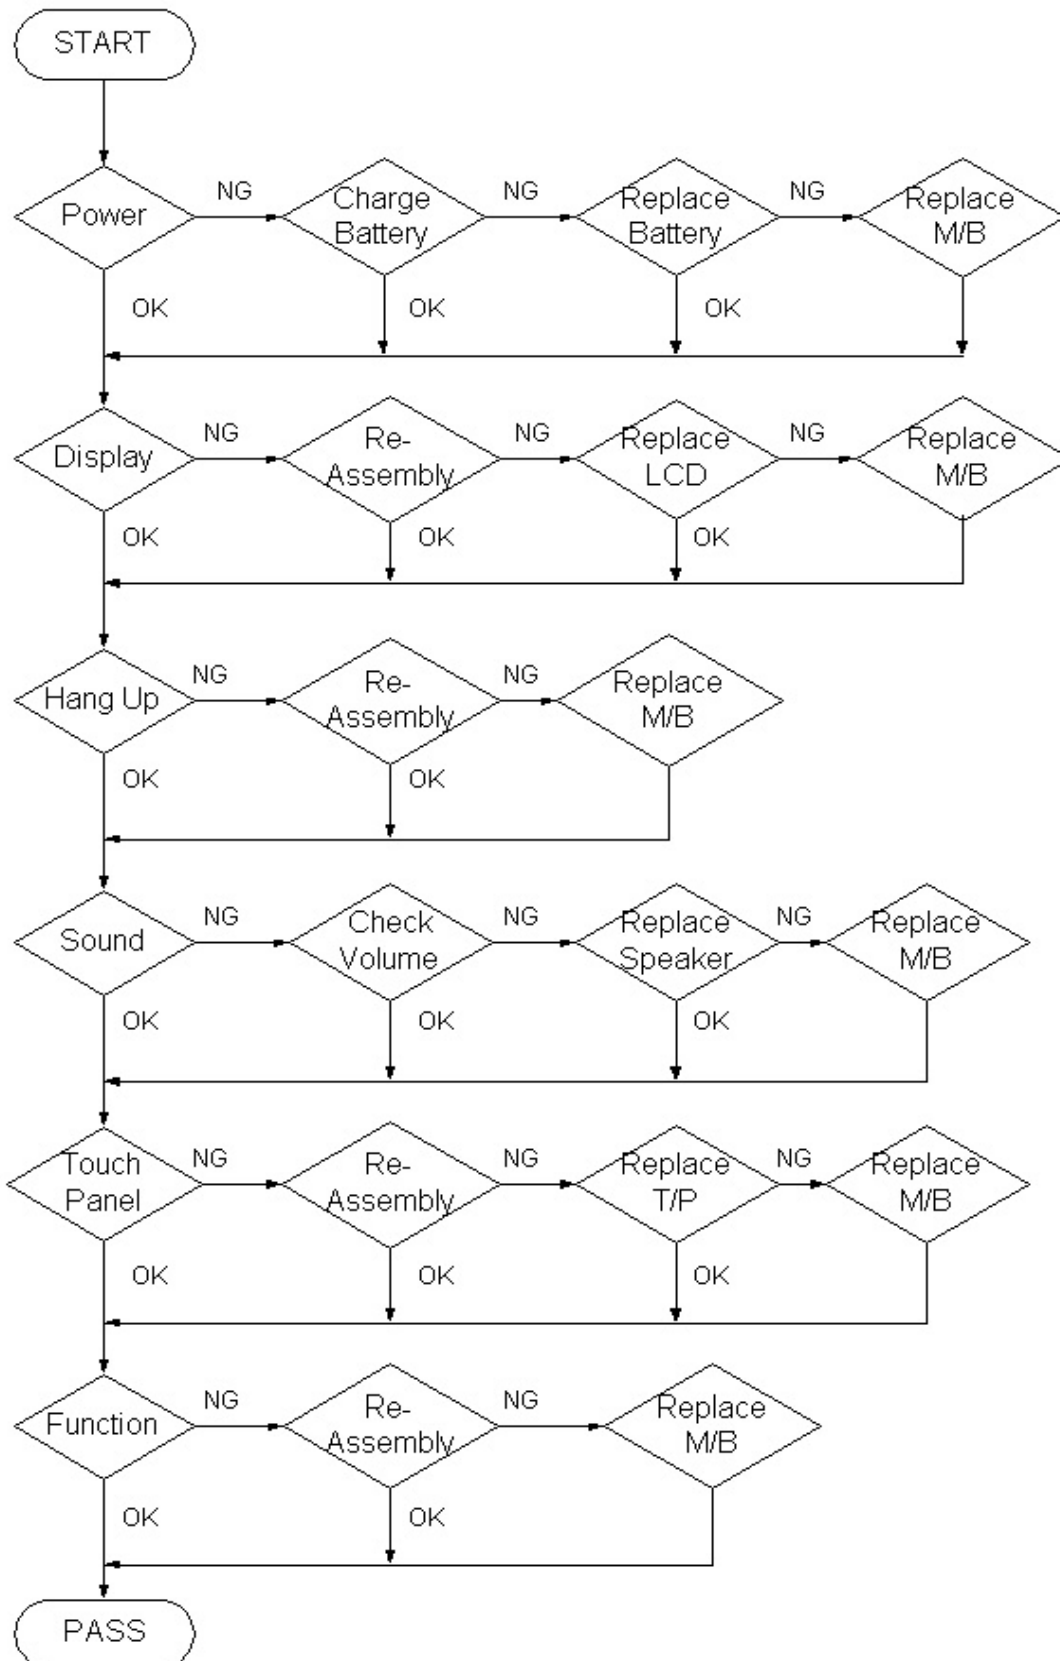 START
Power
NG
Charge
Battery
NG
Replace
Battery
NG
Replace
M/B
OK
OK
OK
Display
NG
Re-
Assembly
NG
Replace
LCD
NG
Replace
M/B
OK
OK
OK
Hang Up
NG
Re-
Assembly
NG
Replace
M/B
OK
OK
Sound
NG
Check
Volume
NG
Replace
Speaker
NG
Replace
M/B
OK
OK
OK
Touch
Panel
NG
Re-
Assembly
NG
Replace
T/P
NG
Replace
M/B
OK
OK
OK
Function
NG
Re-
Assembly
NG
Replace
M/B
OK
OK
PASS